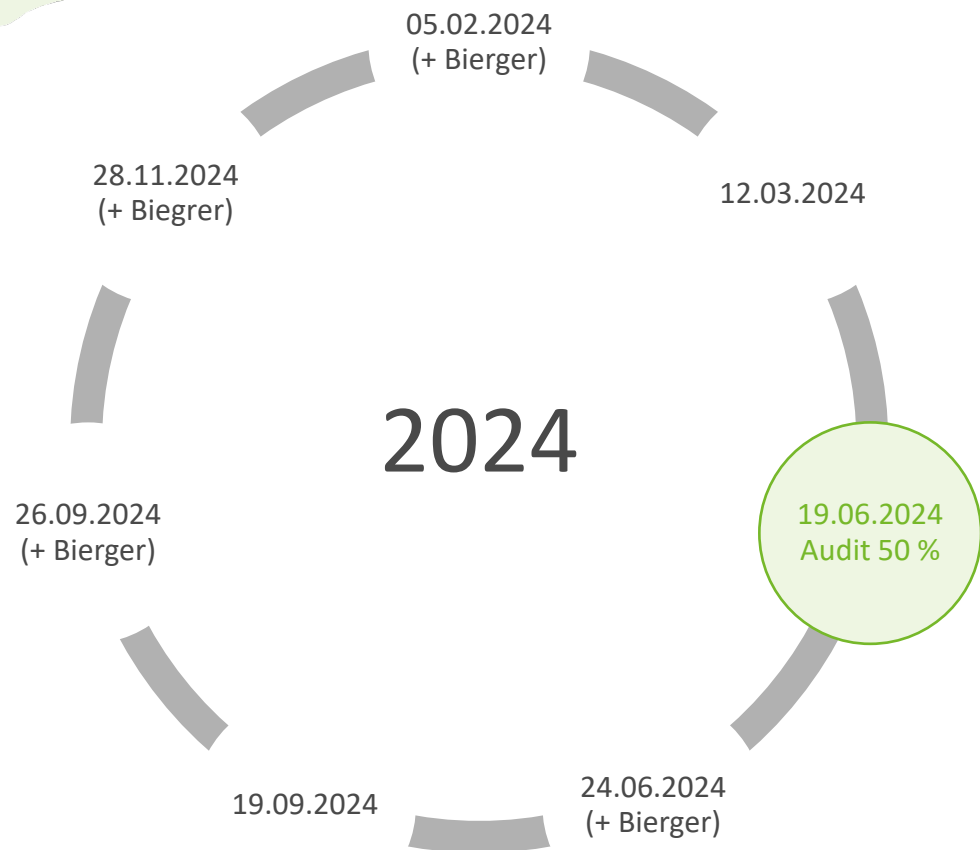 05.02.2024
(+ Bierger)
12.03.2024
19.06.2024
Audit 50 %
24.06.2024
(+ Bierger)
19.09.2024
26.09.2024
(+ Bierger)
28.11.2024
(+ Biegrer)
2024